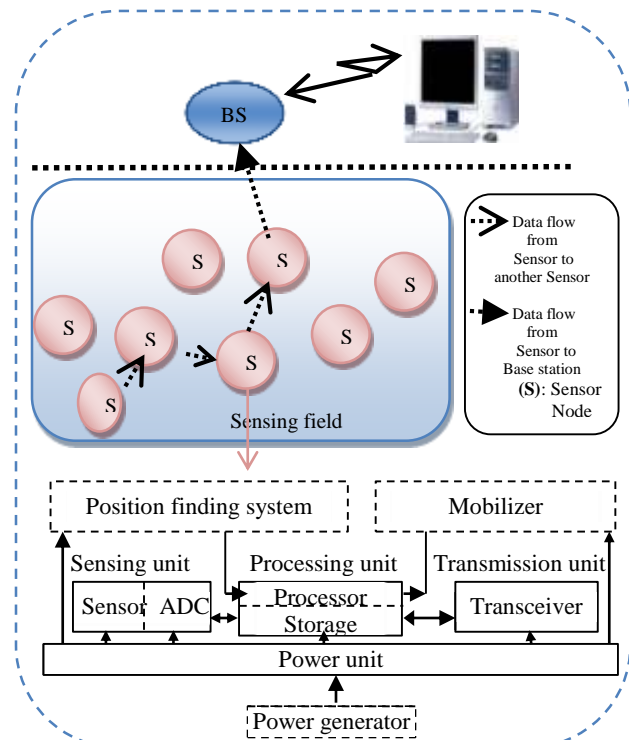 BS
S
S
S
S
S
S
S
S
Sensing field
Data flow
from
Sensor to
another Sensor
Data flow
from
Sensor to
Base station
(S): Sensor
Node
Position finding system
Mobilizer
Sensing unit
Processing unit
Transmission unit
Sensor ADC
Processor
Storage
Transceiver
Power unit
Power generator